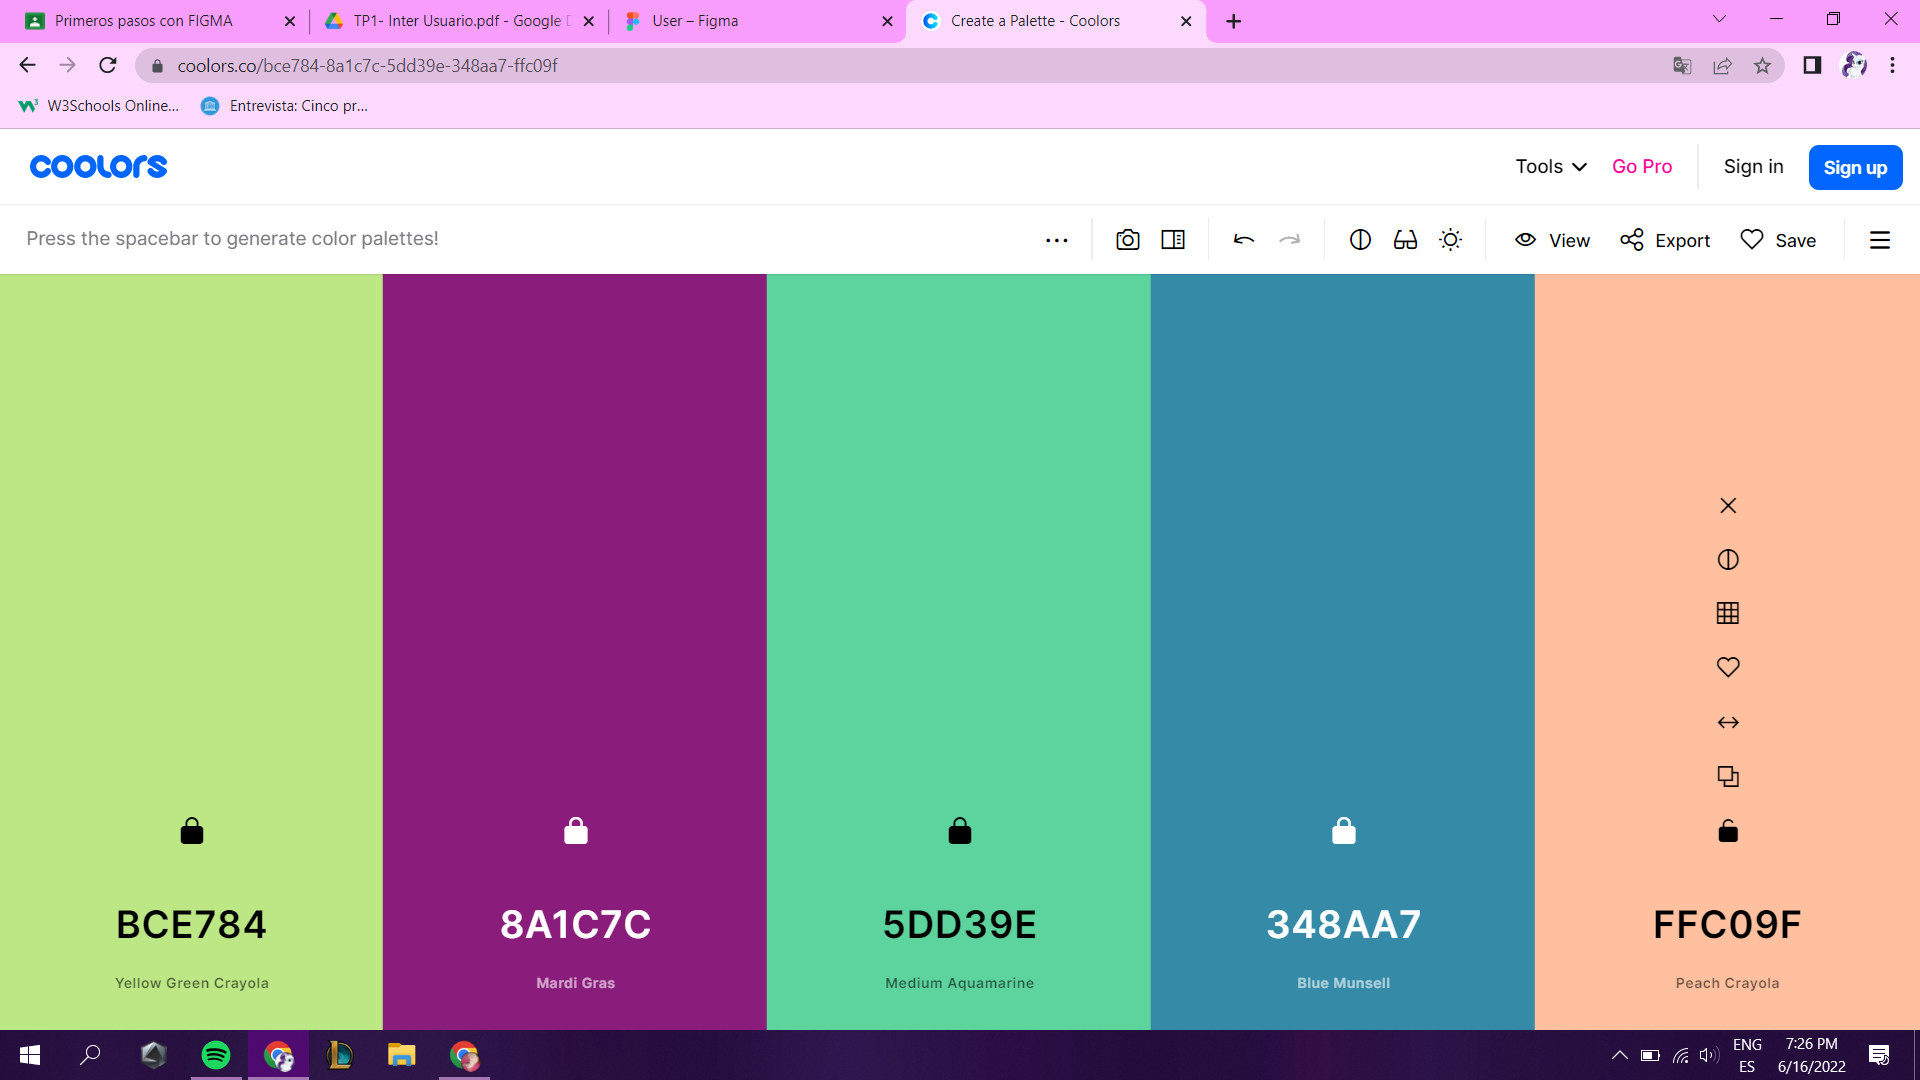 Primeros pasos con FIGMA
TP1- Inter Usuario.pdf - Google D
User – Figma
Create a Palette - Coolors
coolors.co/bce784-8a1c7c-5dd39e-348aa7-ffc09f
W3Schools Online...
Entrevista: Cinco pr...
coolors
Tools
Go Pro
Sign in
Sign up
Press the spacebar to generate color palettes!
View
Export
Save
BCE784
8A1C7C
5DD39E
348AA7
FFC09F
Yellow Green Crayola
Mardi Gras
Medium Aquamarine
Blue Munsell
Peach Crayola
ENG
ES
7:26 PM
6/16/2022